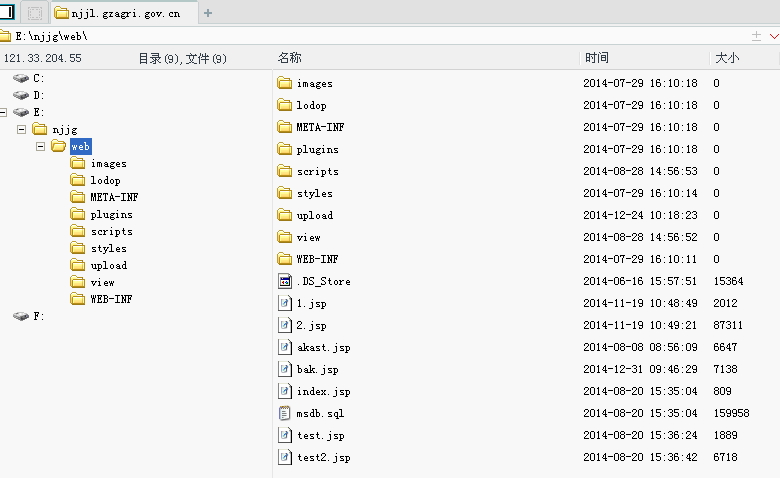 njjl.gzagri.gov.cn
E:\njjg\web\
121.33.204.55 目录(9),文件(9) 名称 时间 大小
C:
D:
E:
njjg
web
images
lodop
META-INF
plugins
scripts
styles
upload
view
WEB-INF
F:
images 2014-07-29 16:10:18 0
lodop 2014-07-29 16:10:18 0
META-INF 2014-07-29 16:10:18 0
plugins 2014-07-29 16:10:18 0
scripts 2014-08-28 14:56:53 0
styles 2014-07-29 16:10:14 0
upload 2014-12-24 10:18:23 0
view 2014-08-28 14:56:52 0
WEB-INF 2014-07-29 16:10:11 0
.DS_Store 2014-06-16 15:57:51 15364
1.jsp 2014-11-19 10:48:49 2012
2.jsp 2014-11-19 10:49:21 87311
akast.jsp 2014-08-08 08:56:09 6647
bak.jsp 2014-12-31 09:46:29 7138
index.jsp 2014-08-20 15:35:04 809
msdb.sql 2014-08-20 15:35:04 159958
test.jsp 2014-08-20 15:36:24 1889
test2.jsp 2014-08-20 15:36:42 6718